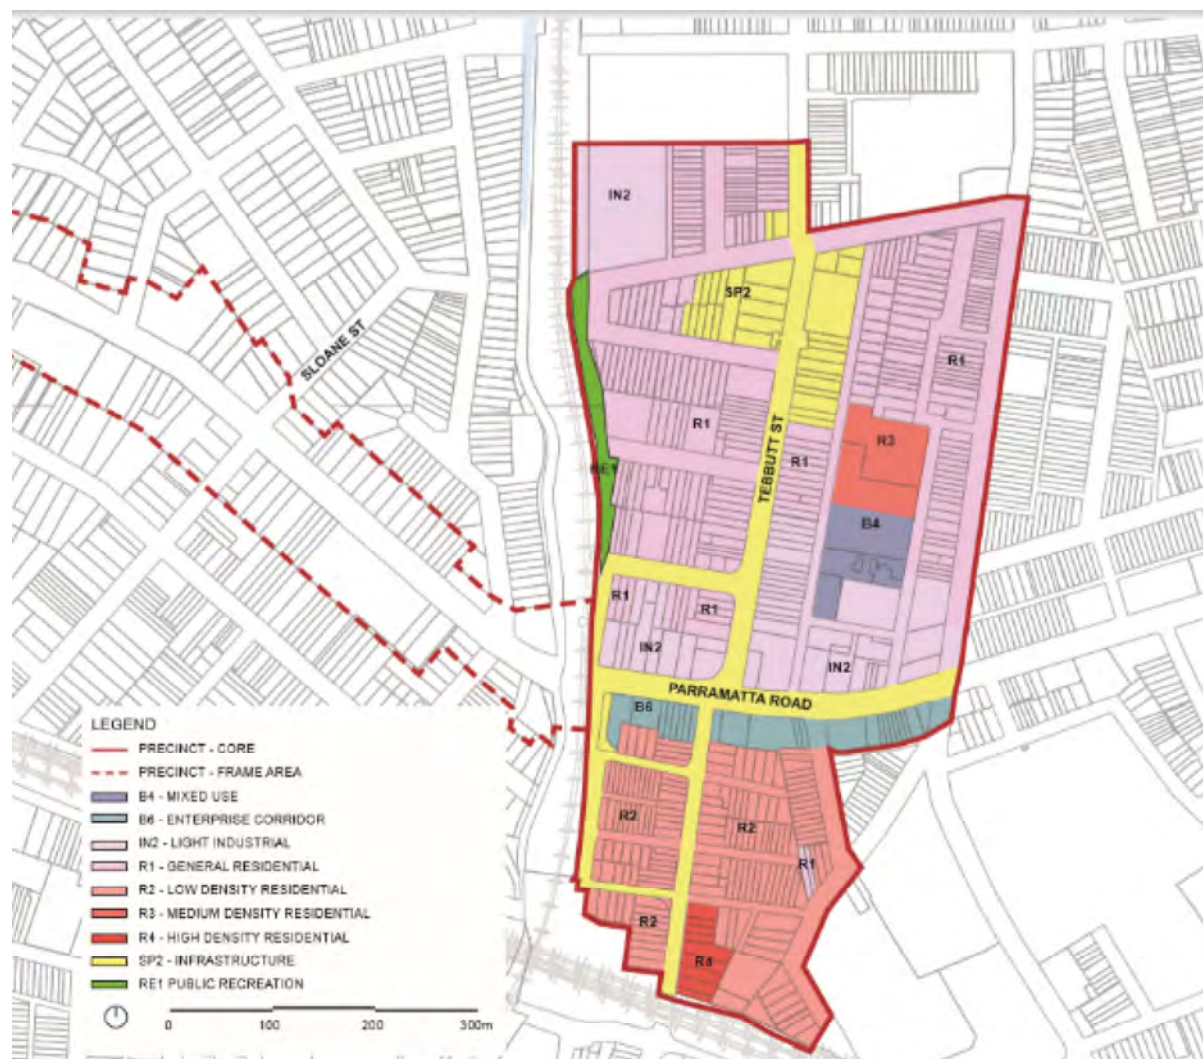 IN2
SP2
SLOANE ST
R1
R1
R3
TEBBUTT ST
R1
RE1
B4
R1
R1
IN2
IN2
PARRAMATTA ROAD
B6
LEGEND
PRECINCT - CORE
PRECINCT - FRAME AREA
B4 - MIXED USE
B6 - ENTERPRISE CORRIDOR
IN2 - LIGHT INDUSTRIAL
R1 - GENERAL RESIDENTIAL
R2 - LOW DENSITY RESIDENTIAL
R3 - MEDIUM DENSITY RESIDENTIAL
R4 - HIGH DENSITY RESIDENTIAL
SP2 - INFRASTRUCTURE
RE1 PUBLIC RECREATION
0 100 200 300m
R2
R2
R1
R2
R4